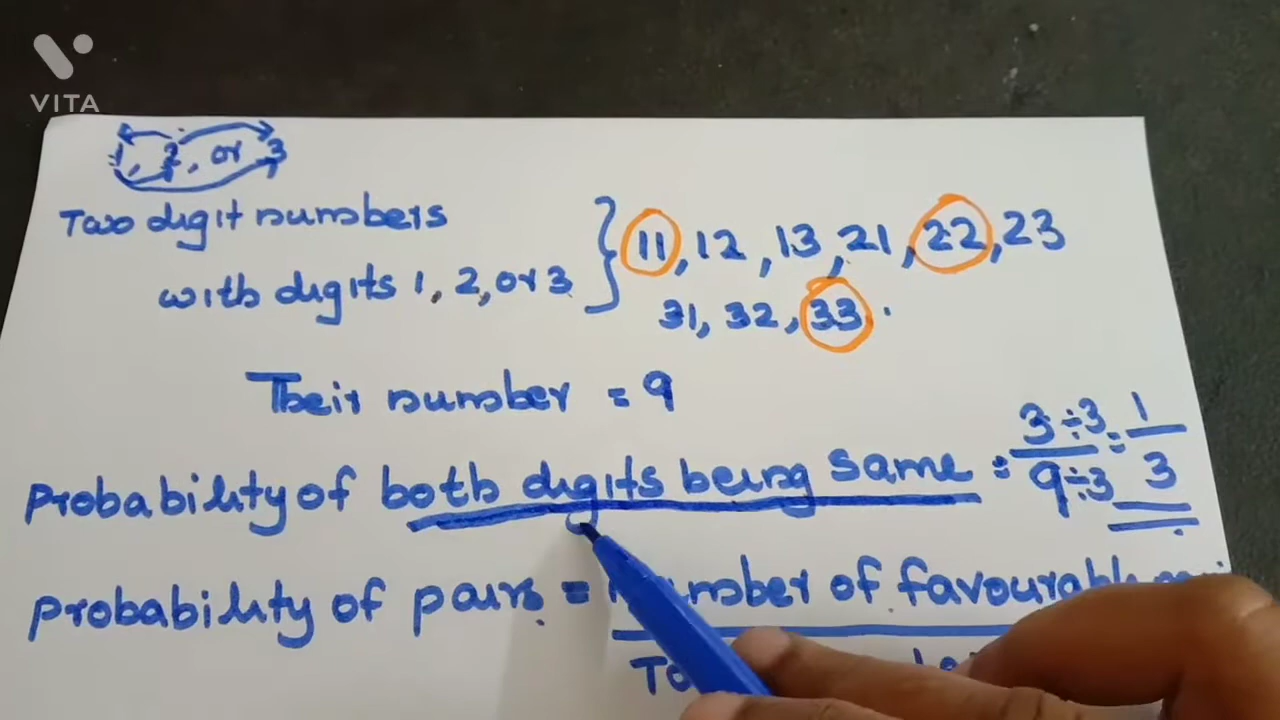 VITA
1, 2, or 3
Two digit numbers
with digits 1, 2, or 3
} 11, 12, 13, 21, 22, 23
31, 32, 33.
Their number = 9
Probability of both digits being same = 3÷3/9÷3 = 1/3
probability of pairs = Number of